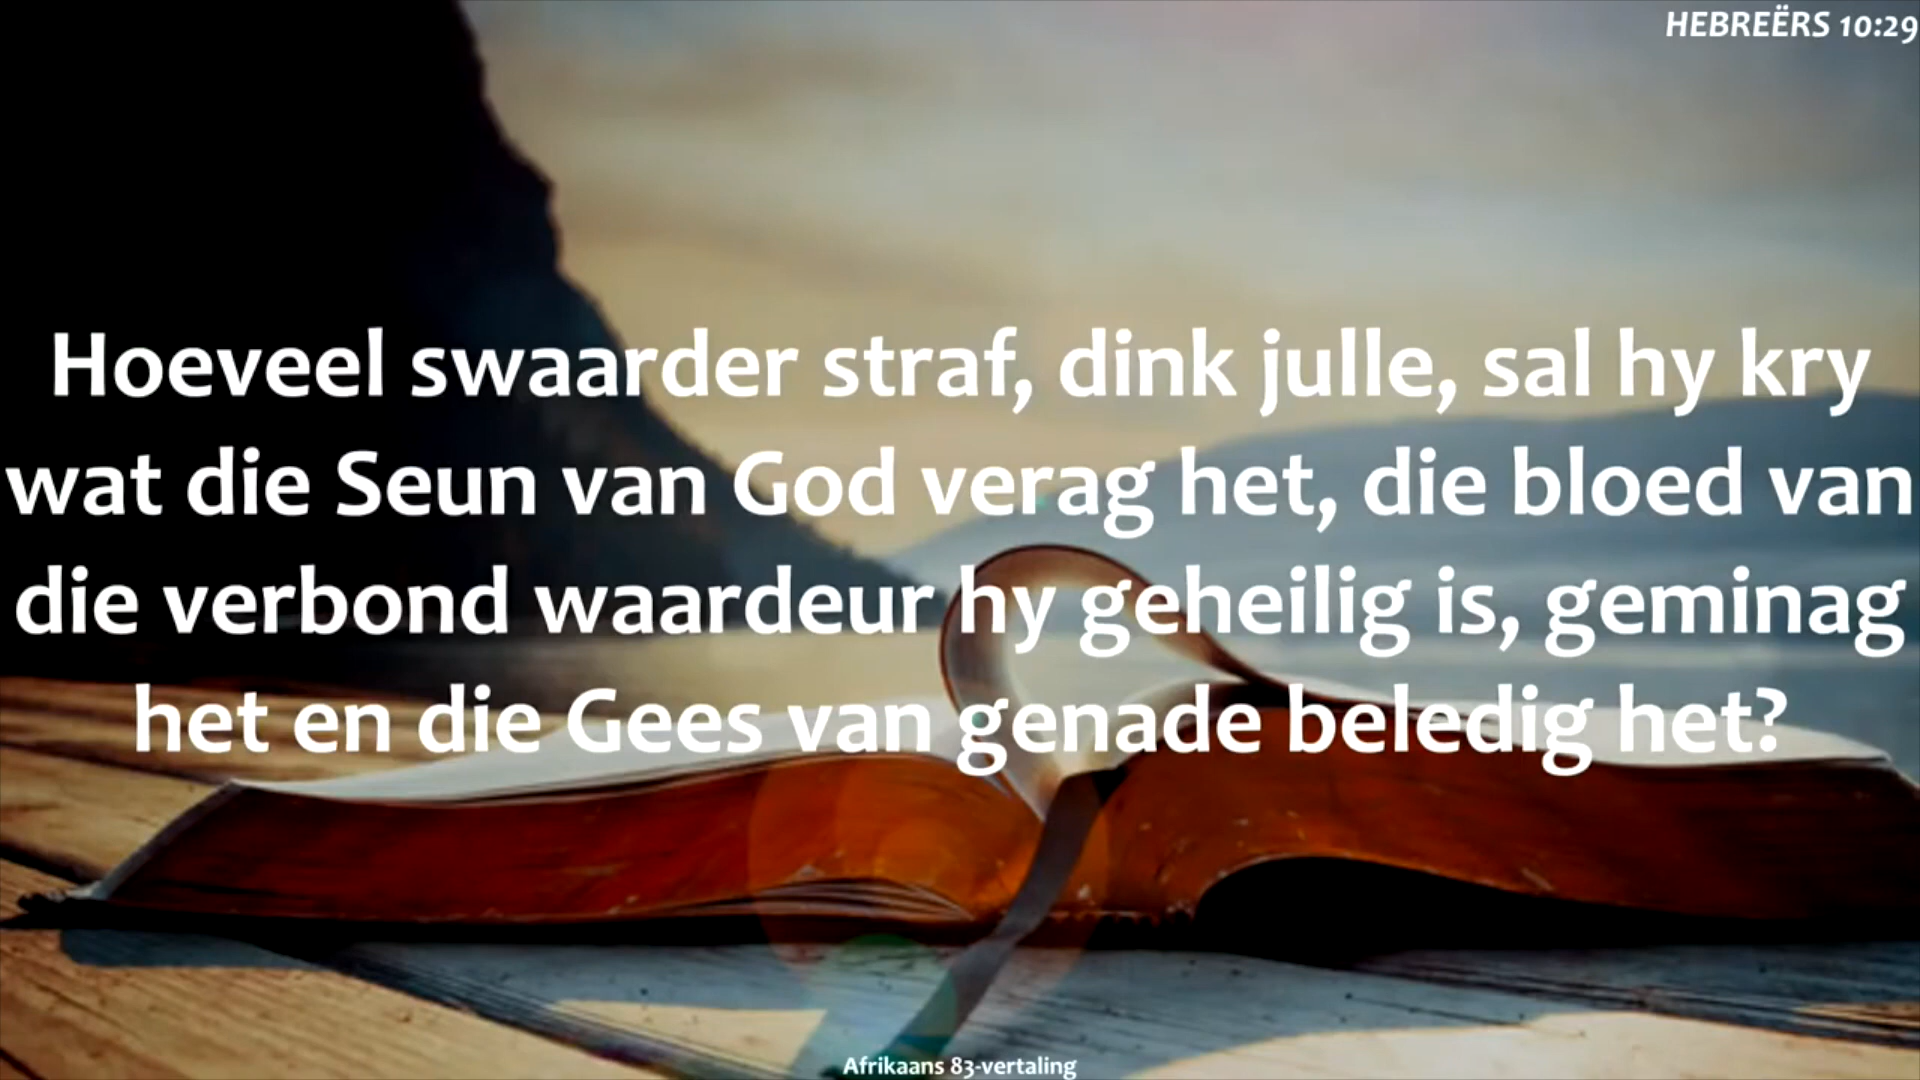 HEBREËRS 10:29
Hoeveel swaarder straf, dink julle, sal hy kry
wat die Seun van God verag het, die bloed van
die verbond waardeur hy geheilig is, geminag
het en die Gees van genade beledig het?
Afrikaans 83-vertaling